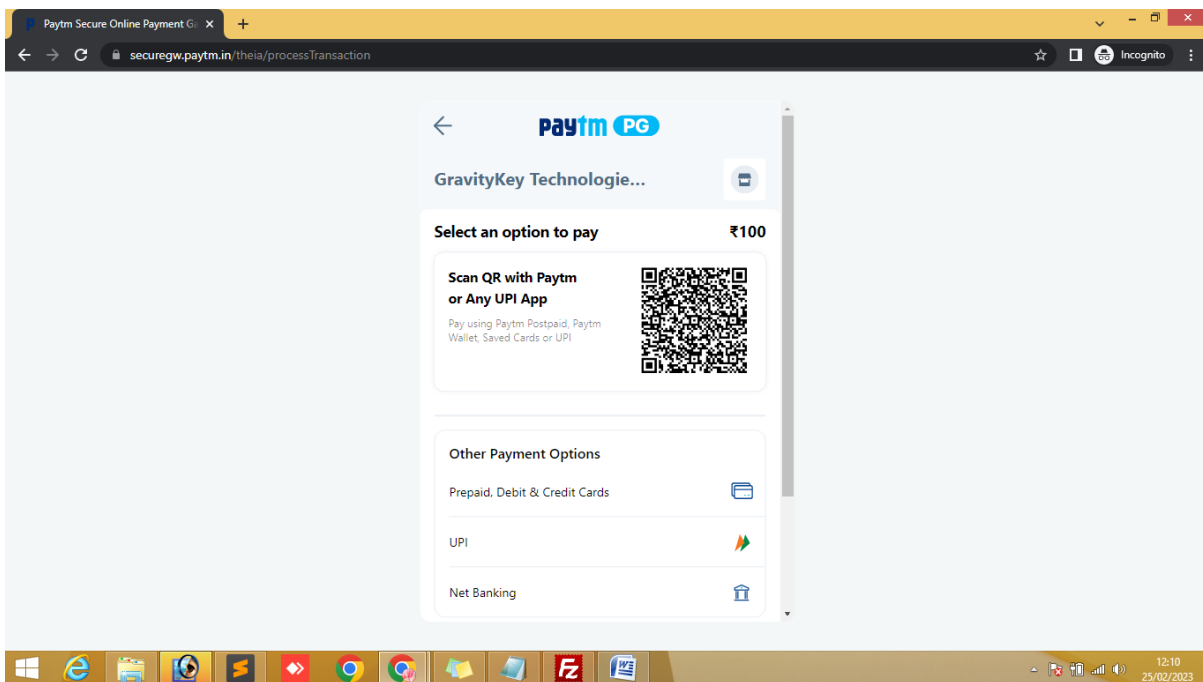 Paytm Secure Online Payment Ga
securegw.paytm.in/theia/processTransaction
Incognito
paytm PG
GravityKey Technologie...
Select an option to pay ₹100
Scan QR with Paytm
or Any UPI App
Pay using Paytm Postpaid, Paytm
Wallet, Saved Cards or UPI
Other Payment Options
Prepaid, Debit & Credit Cards
UPI
Net Banking
12:10
25/02/2023